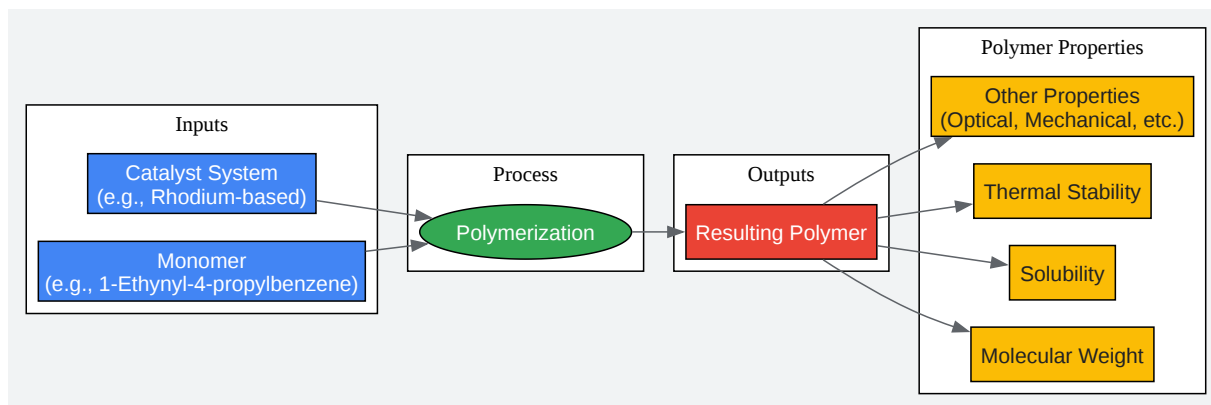 Inputs
Catalyst System
(e.g., Rhodium-based)
Monomer
(e.g., 1-Ethynyl-4-propylbenzene)
Process
Polymerization
Outputs
Resulting Polymer
Polymer Properties
Other Properties
(Optical, Mechanical, etc.)
Thermal Stability
Solubility
Molecular Weight